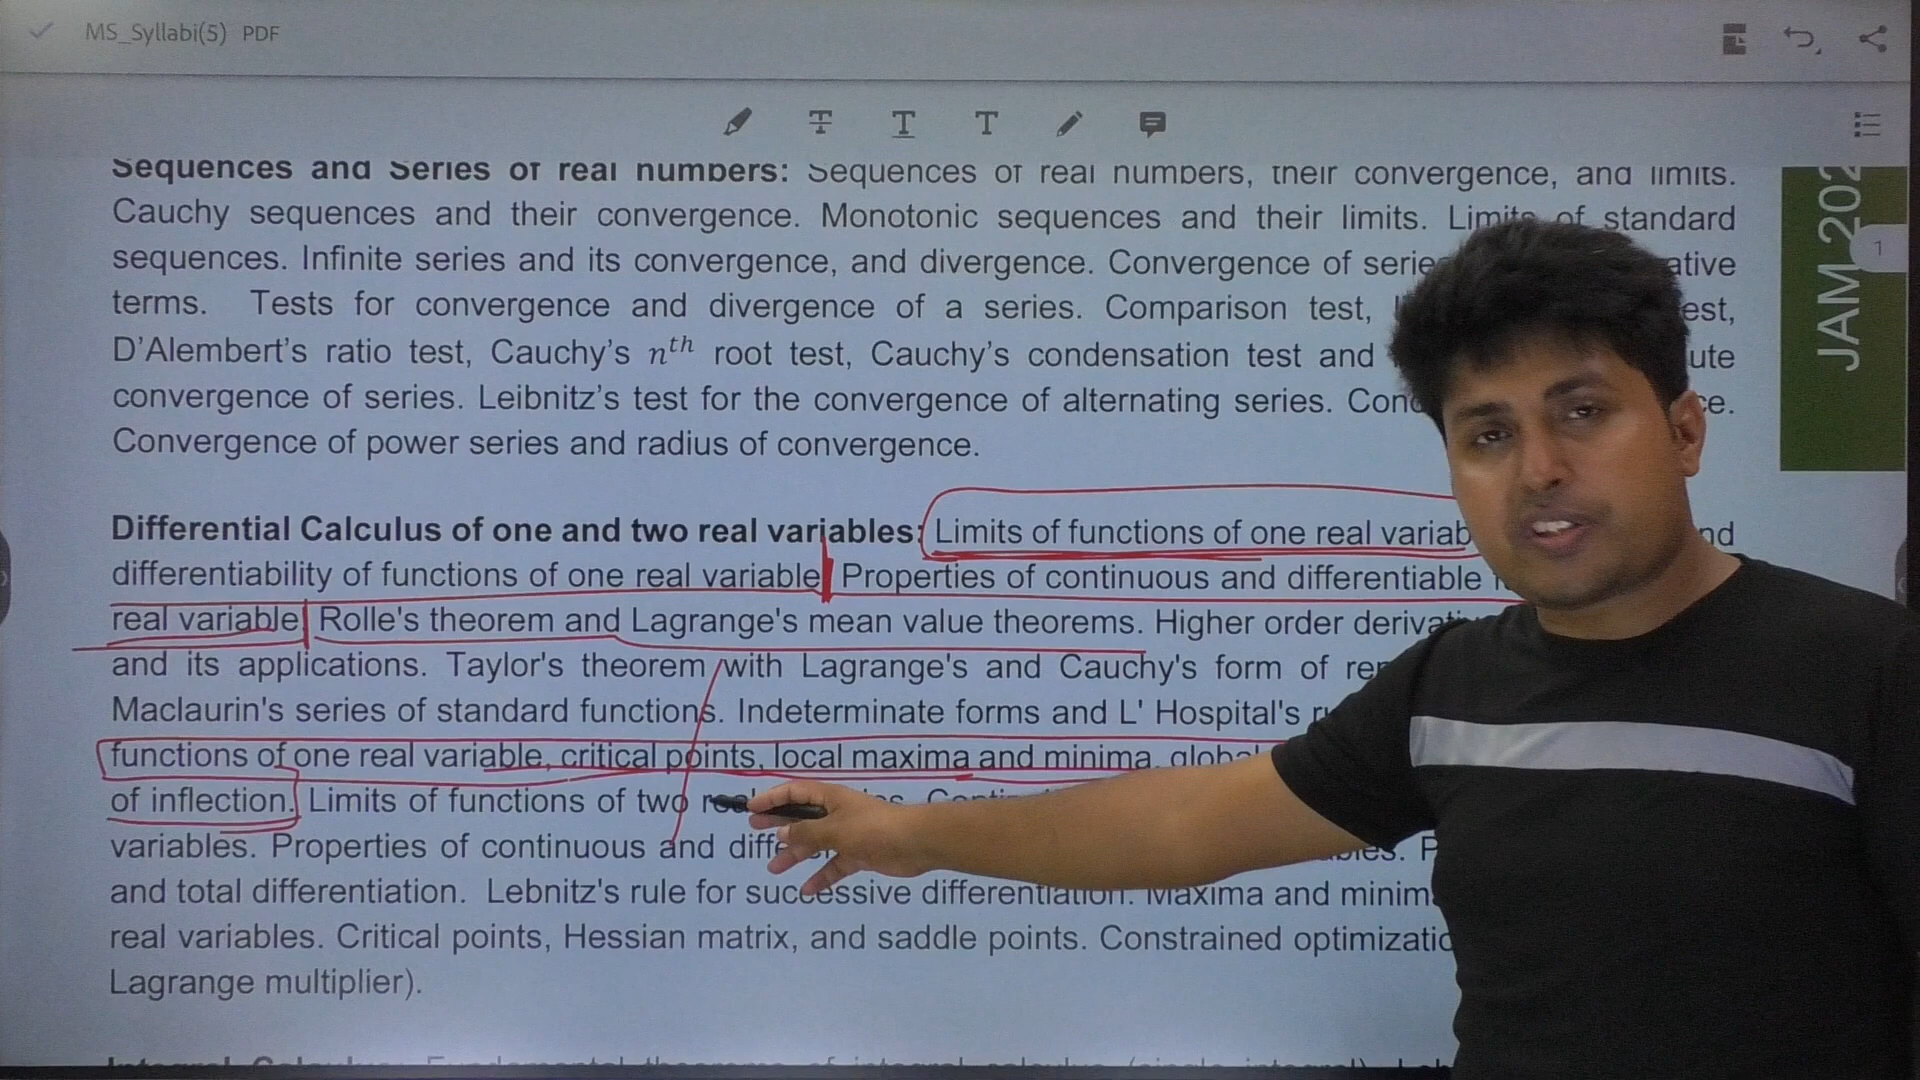 MS_Syllabi(5) PDF
Sequences and Series of real numbers: Sequences of real numbers, their convergence, and limits.
Cauchy sequences and their convergence. Monotonic sequences and their limits. Limits of standard
sequences. Infinite series and its convergence, and divergence. Convergence of series
terms. Tests for convergence and divergence of a series. Comparison test,
D'Alembert's ratio test, Cauchy's nth root test, Cauchy's condensation test and
convergence of series. Leibnitz's test for the convergence of alternating series.
Convergence of power series and radius of convergence.
Differential Calculus of one and two real variables: Limits of functions of one real
differentiability of functions of one real variable. Properties of continuous and differentiable
real variable. Rolle's theorem and Lagrange's mean value theorems. Higher order
and its applications. Taylor's theorem with Lagrange's and Cauchy's form of
Maclaurin's series of standard functions. Indeterminate forms and L' Hospital's
functions of one real variable, critical points, local maxima and minima,
of inflection. Limits of functions of two
variables. Properties of continuous and
and total differentiation. Lebnitz's rule for successive differentiation. Maxima and
real variables. Critical points, Hessian matrix, and saddle points. Constrained
Lagrange multiplier).
JAM
1